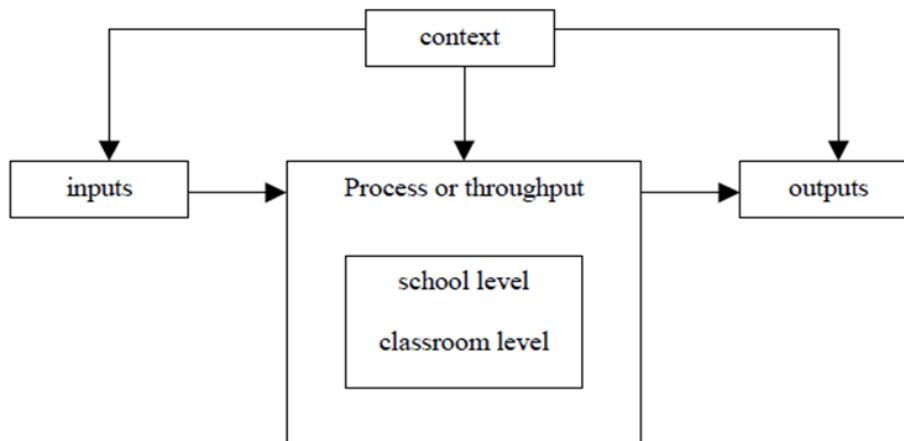 context
inputs
Process or throughput
outputs
school level
classroom level